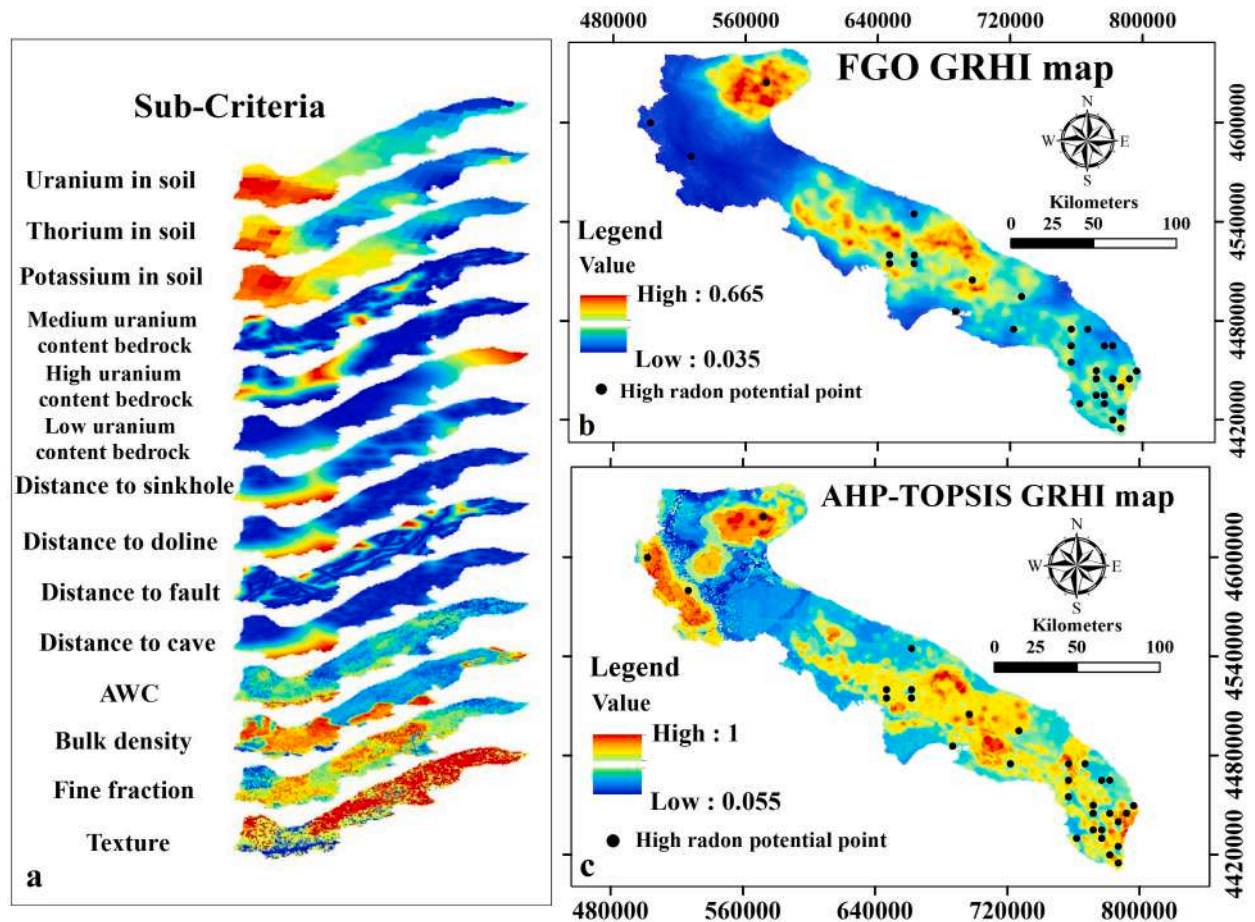 Sub-Criteria
Uranium in soil
Thorium in soil
Potassium in soil
Medium uranium
content bedrock
High uranium
content bedrock
Low uranium
content bedrock
Distance to sinkhole
Distance to doline
Distance to fault
Distance to cave
AWC
Bulk density
Fine fraction
Texture
a
480000 560000 640000 720000 800000
FGO GRHI map
N
W E
S
Kilometers
0 25 50 100
Legend
Value
High : 0.665
Low : 0.035
High radon potential point
b
4600000
4540000
4480000
4420000
AHP-TOPSIS GRHI map
N
W E
S
Kilometers
0 25 50 100
Legend
Value
High : 1
Low : 0.055
High radon potential point
c
4600000
4540000
4480000
4420000
480000 560000 640000 720000 800000